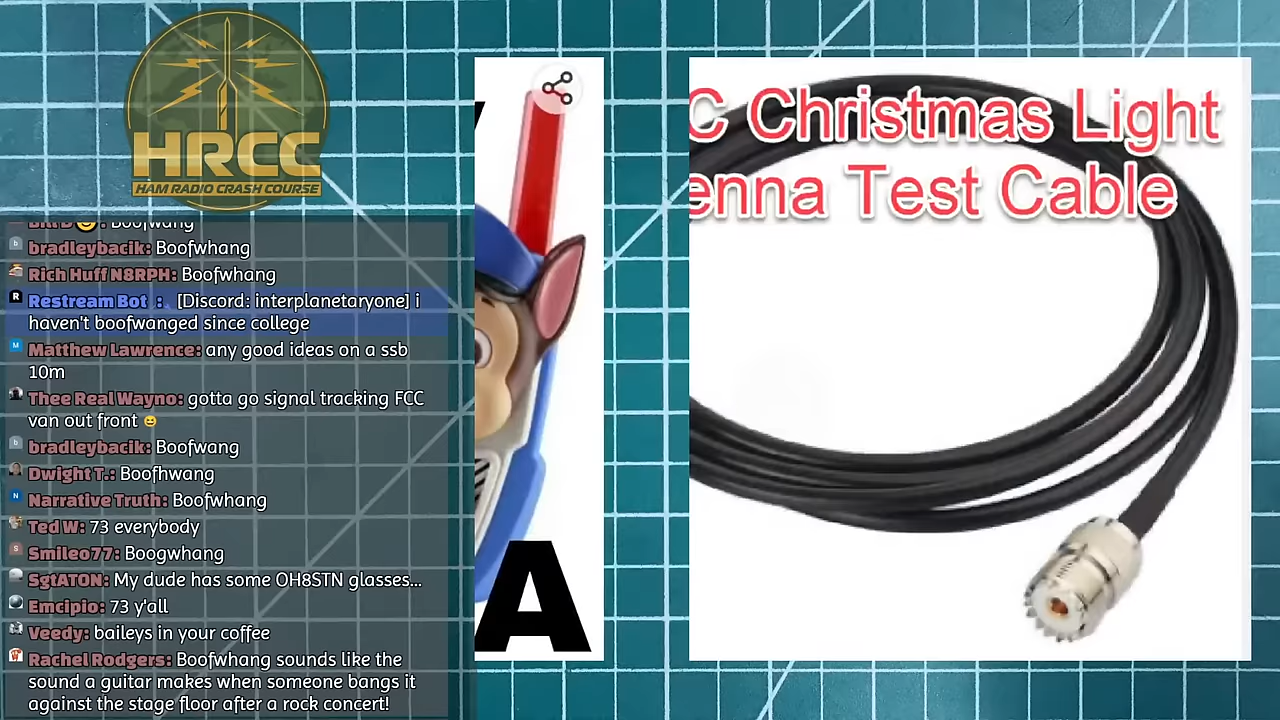 HRCC
HAM RADIO CRASH COURSE
Bill B 😊 : Boofwang
bradleybacik: Boofwhang
Rich Huff N8RPH: Boofwhang
Restream Bot : [Discord: interplanetaryone] i
haven't boofwanged since college
Matthew Lawrence: any good ideas on a ssb
10m
Thee Real Wayno: gotta go signal tracking FCC
van out front 😄
bradleybacik: Boofwang
Dwight T.: Boofhwang
Narrative Truth: Boofwhang
Ted W: 73 everybody
Smileo77: Boogwhang
SgtATON: My dude has some OH8STN glasses...
Emcipio: 73 y'all
Veedy: baileys in your coffee
Rachel Rodgers: Boofwhang sounds like the
sound a guitar makes when someone bangs it
against the stage floor after a rock concert!
A
C Christmas Light
enna Test Cable